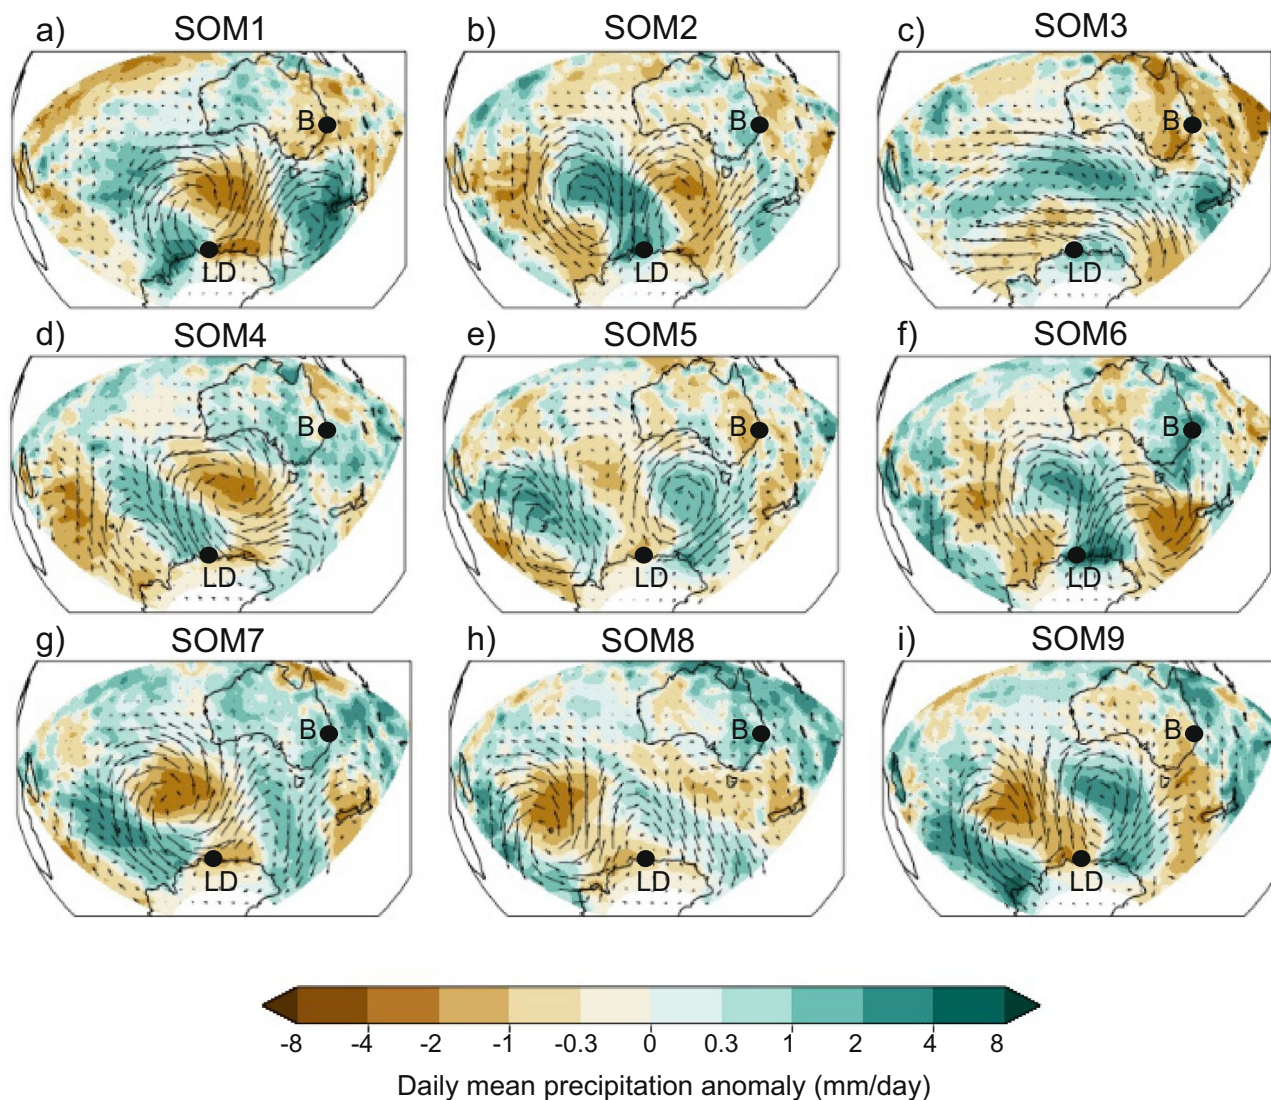 a) SOM1
b) SOM2
c) SOM3
B
B
B
LD
LD
LD
d) SOM4
e) SOM5
f) SOM6
B
B
B
LD
LD
LD
g) SOM7
h) SOM8
i) SOM9
B
B
B
LD
LD
LD
-8 -4 -2 -1 -0.3 0 0.3 1 2 4 8
Daily mean precipitation anomaly (mm/day)